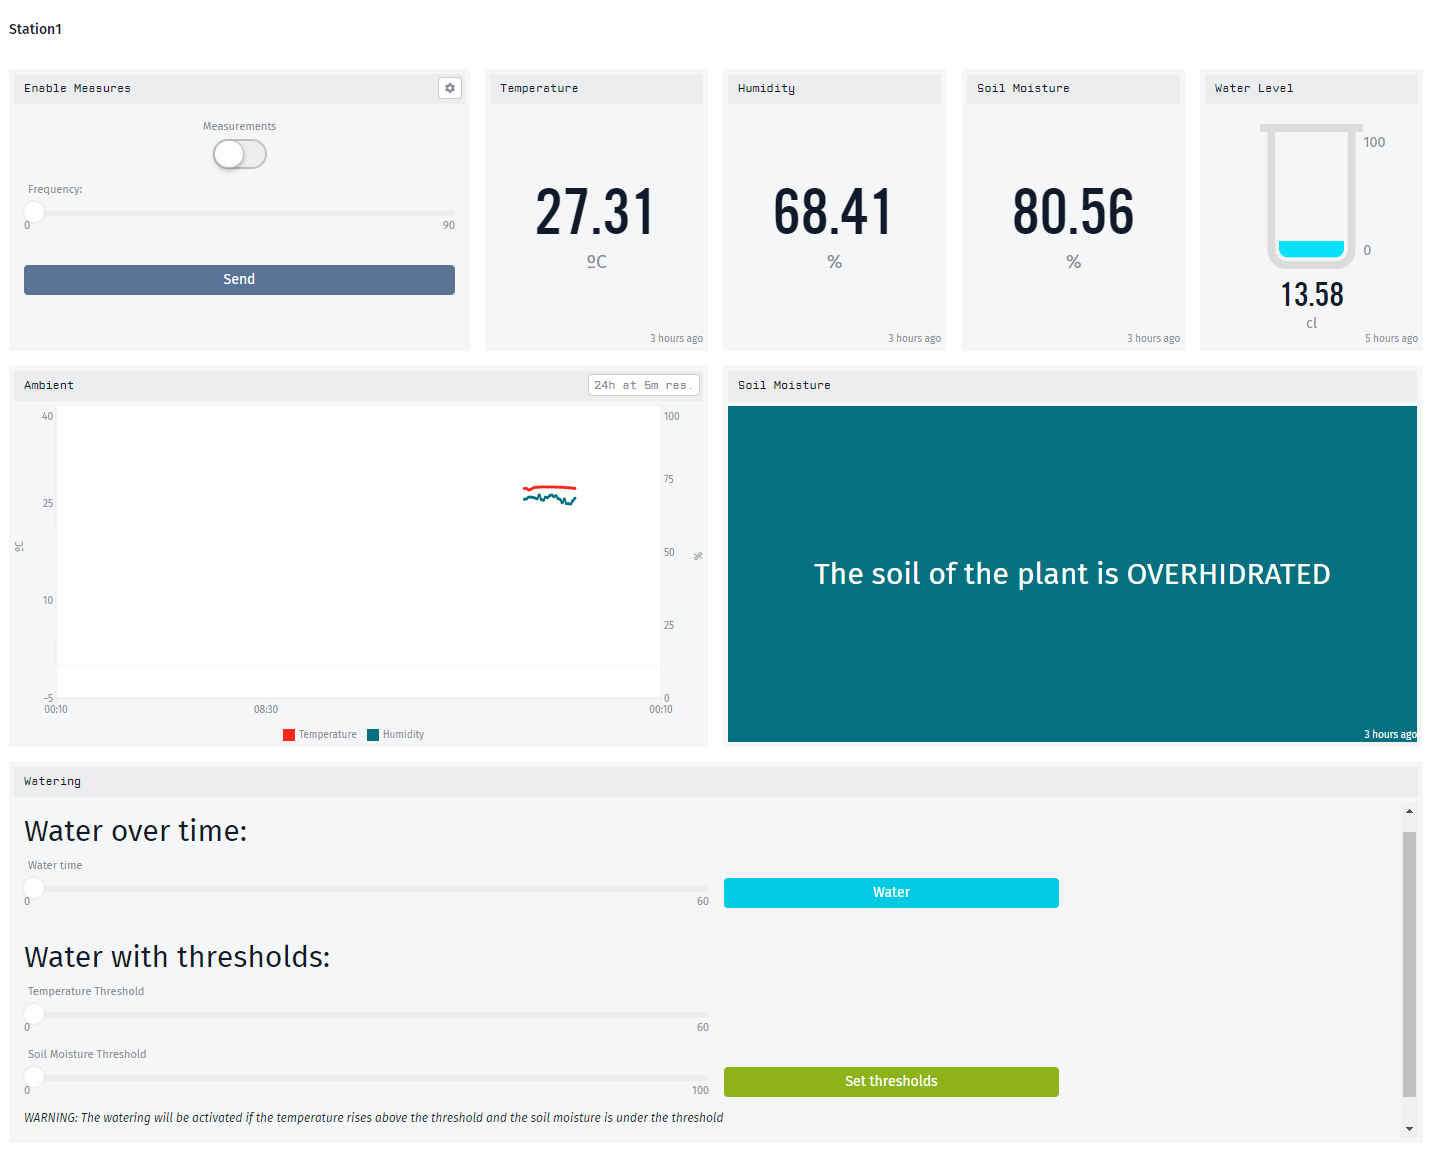 Station1
Enable Measures
Measurements
Frequency:
0 90
Send
Temperature
27.31
ºC
3 hours ago
Humidity
68.41
%
3 hours ago
Soil Moisture
80.56
%
3 hours ago
Water Level
100
0
13.58
cl
5 hours ago
Ambient
24h at 5m res.
40
25
10
-5
ºC
100
75
50
25
0
%
00:10 08:30 00:10
Temperature Humidity
Soil Moisture
The soil of the plant is OVERHIDRATED
3 hours ago
Watering
Water over time:
Water time
0 60
Water
Water with thresholds:
Temperature Threshold
0 60
Soil Moisture Threshold
0 100
Set thresholds
WARNING: The watering will be activated if the temperature rises above the threshold and the soil moisture is under the threshold